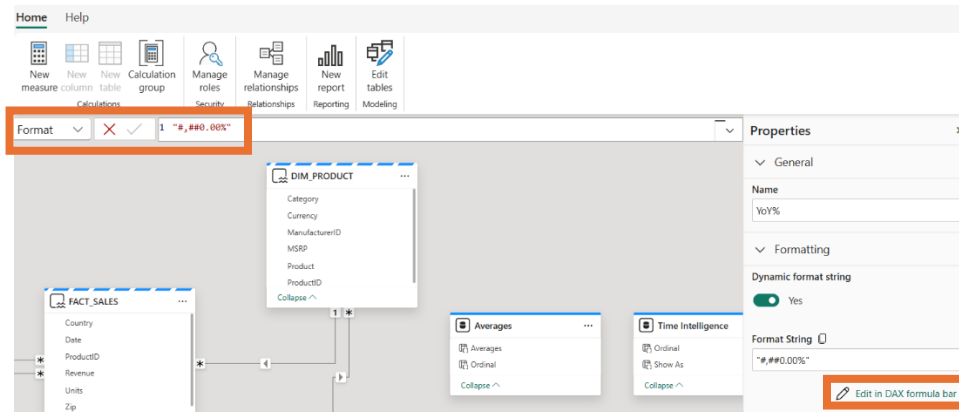 Home Help
New measure
New column
New table
Calculation group
Manage roles
Manage relationships
New report
Edit tables
Calculations
Security
Relationships
Reporting
Modeling
Format
1 "#,##0.00%"
DIM_PRODUCT
Category
Currency
ManufacturerID
MSRP
Product
ProductID
Collapse
FACT_SALES
Country
Date
ProductID
Revenue
Units
Zip
1 *
*
*
*
Averages
Averages
Ordinal
Collapse
Time Intelligence
Ordinal
Show As
Collapse
Properties
General
Name
YoY%
Formatting
Dynamic format string
Yes
Format String
"#,##0.00%"
Edit in DAX formula bar